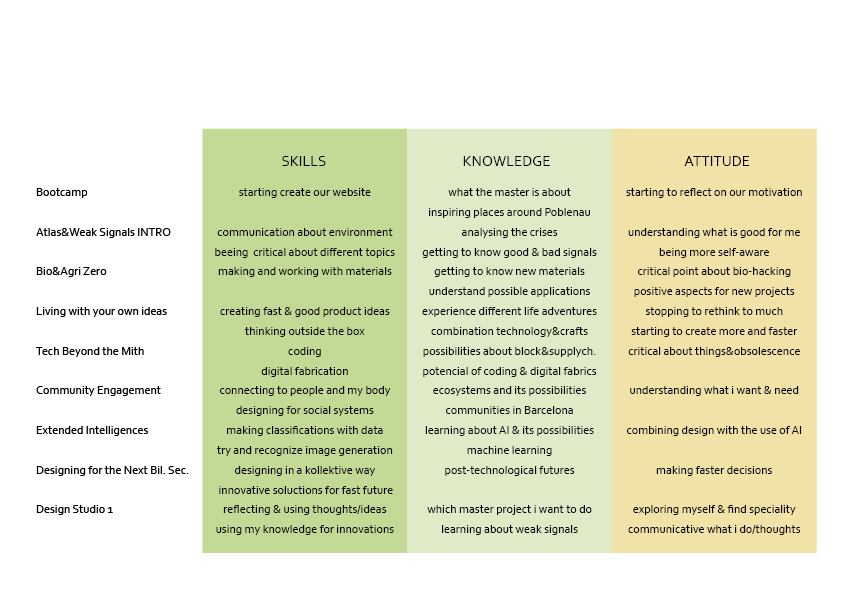 SKILLS KNOWLEDGE ATTITUDE
Bootcamp starting create our website what the master is about starting to reflect on our motivation
inspiring places around Poblenau
Atlas&Weak Signals INTRO communication about environment analysing the crises understanding what is good for me
beeing critical about different topics getting to know good & bad signals being more self-aware
Bio&Agri Zero making and working with materials getting to know new materials critical point about bio-hacking
understand possible applications positive aspects for new projects
Living with your own ideas creating fast & good product ideas experience different life adventures stopping to rethink to much
thinking outside the box combination technology&crafts starting to create more and faster
Tech Beyond the Mith coding possibilities about block&supplych. critical about things&obsolescence
digital fabrication potencial of coding & digital fabrics
Community Engagement connecting to people and my body ecosystems and its possibilities understanding what i want & need
designing for social systems communities in Barcelona
Extended Intelligences making classifications with data learning about AI & its possibilities combining design with the use of AI
try and recognize image generation machine learning
Designing for the Next Bil. Sec. designing in a kollektive way post-technological futures making faster decisions
innovative soluctions for fast future
Design Studio 1 reflecting & using thoughts/ideas which master project i want to do exploring myself & find speciality
using my knowledge for innovations learning about weak signals communicative what i do/thoughts